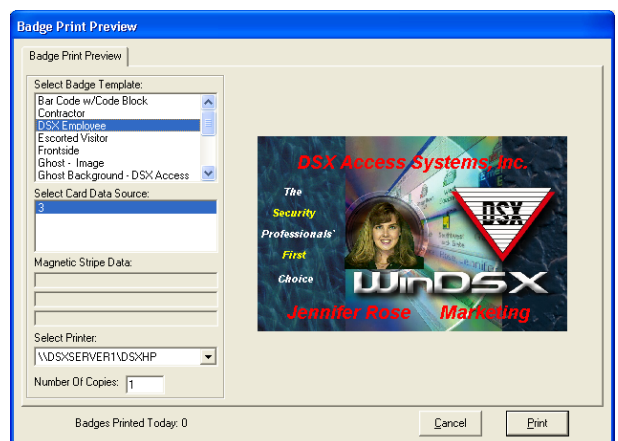 Badge Print Preview
Badge Print Preview
Select Badge Template:
Bar Code w/Code Block
Contractor
DSX Employee
Escorted Visitor
Frontside
Ghost - Image
Ghost Background - DSX Access
Select Card Data Source:
3
Magnetic Stripe Data:
Select Printer:
\\DSXSERVER1\DSXHP
Number Of Copies: 1
Badges Printed Today: 0
DSX Access Systems, Inc.
The
Security
Professionals'
First
Choice
DSX
WinDSX
Jennifer Rose Marketing
Cancel
Print